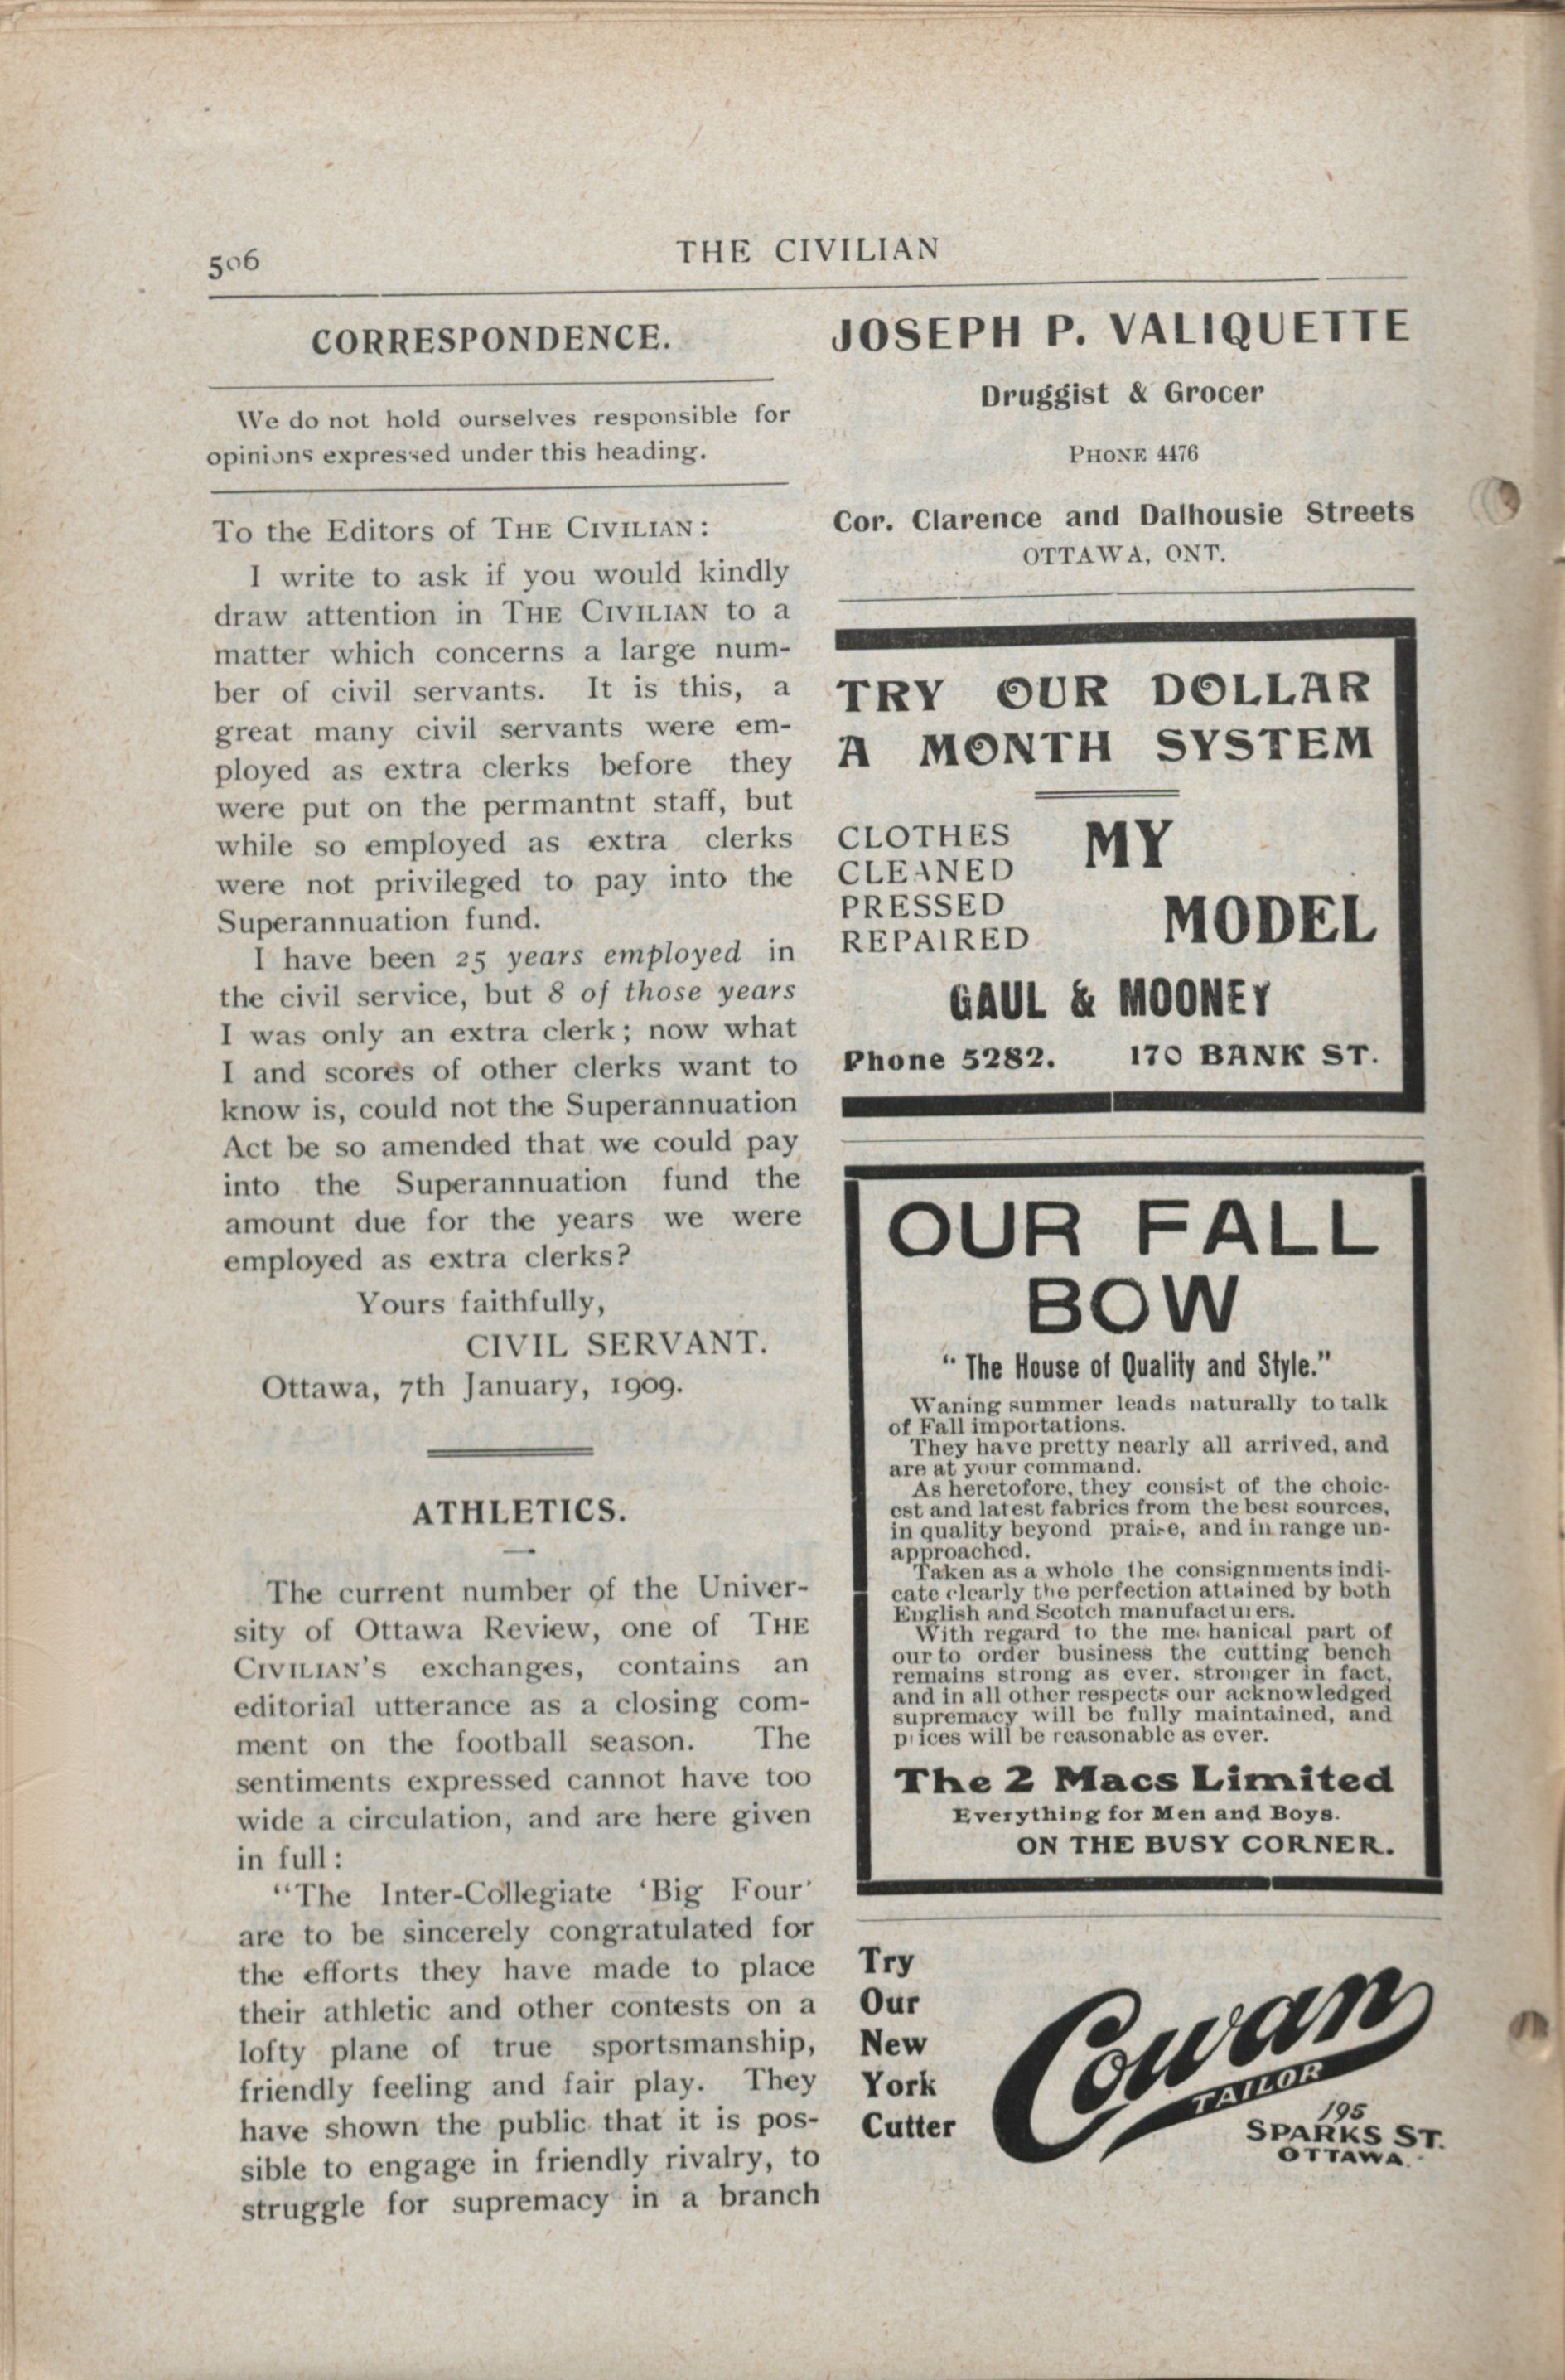 506
THE CIVILIAN
CORRESPONDENCE.
We do not hold ourselves responsible for
opinions expressed under this heading.
To the Editors of THE CIVILIAN:
I write to ask if you would kindly
draw attention in THE CIVILIAN to a
matter which concerns a large num-
ber of civil servants. It is this, a
great many civil servants were em-
ployed as extra clerks before they
were put on the permantnt staff, but
while so employed as extra clerks
were not privileged to pay into the
Superannuation fund.
I have been 25 years employed in
the civil service, but 8 of those years
I was only an extra clerk; now what
I and scores of other clerks want to
know is, could not the Superannuation
Act be so amended that we could pay
into the Superannuation fund the
amount due for the years we were
employed as extra clerks?
Yours faithfully,
CIVIL SERVANT.
Ottawa, 7th January, 1909.
ATHLETICS.
The current number of the Univer-
sity of Ottawa Review, one of THE
CIVILIAN'S exchanges, contains an
editorial utterance as a closing com-
ment on the football season. The
sentiments expressed cannot have too
wide a circulation, and are here given
in full:
"The Inter-Collegiate 'Big Four'
are to be sincerely congratulated for
the efforts they have made to place
their athletic and other contests on a
lofty plane of true sportsmanship,
friendly feeling and fair play. They
have shown the public that it is pos-
sible to engage in friendly rivalry, to
struggle for supremacy in a branch
JOSEPH P. VALIQUETTE
Druggist & Grocer
PHONE 4476
Cor. Clarence and Dalhousie Streets
OTTAWA, ONT.
TRY OUR DOLLAR
A MONTH SYSTEM
CLOTHES
CLEANED
PRESSED
REPAIRED
MY
MODEL
GAUL & MOONEY
Phone 5282. 170 BANK ST.
OUR FALL
BOW
"The House of Quality and Style."
Waning summer leads naturally to talk
of Fall importations.
They have pretty nearly all arrived, and
are at your command.
As heretofore, they consist of the choic-
est and latest fabrics from the best sources,
in quality beyond praise, and in range un-
approached.
Taken as a whole the consignments indi-
cate clearly the perfection attained by both
English and Scotch manufacturers.
With regard to the mechanical part of
our to order business the cutting bench
remains strong as ever. stronger in fact,
and in all other respects our acknowledged
supremacy will be fully maintained, and
prices will be reasonable as ever.
The 2 Macs Limited
Everything for Men and Boys.
ON THE BUSY CORNER.
Try
Our
New
York
Cutter
Cowan
TAILOR
195
SPARKS ST.
OTTAWA.